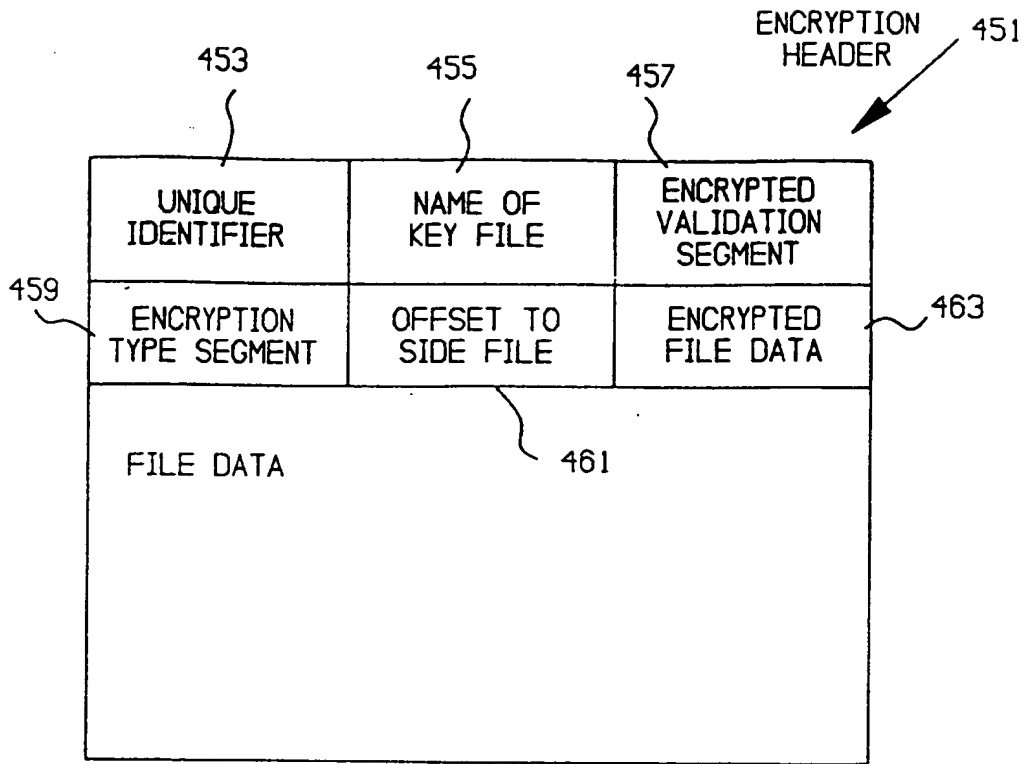 ENCRYPTION
HEADER
451
453
455
457
UNIQUE
IDENTIFIER
NAME OF
KEY FILE
ENCRYPTED
VALIDATION
SEGMENT
459
ENCRYPTION
TYPE SEGMENT
OFFSET TO
SIDE FILE
ENCRYPTED
FILE DATA
463
461
FILE DATA